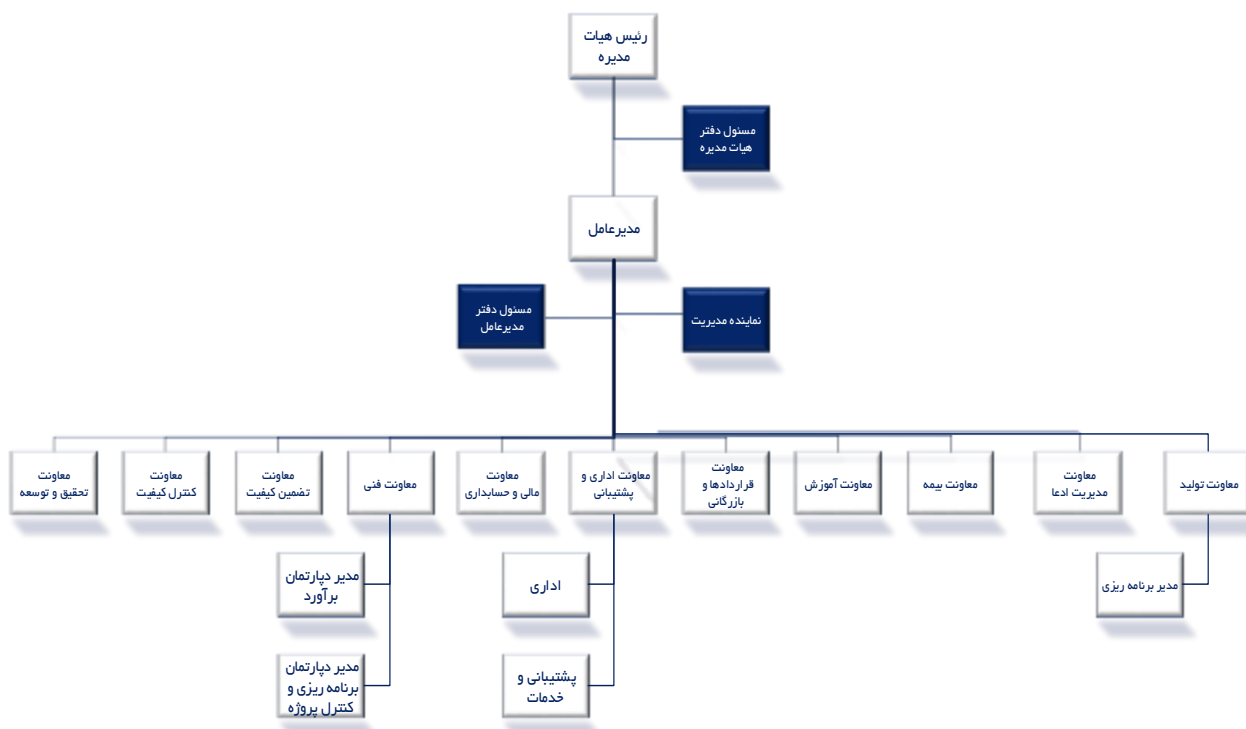 رئیس هیات
مدیره
مسئول دفتر
هیات مدیره
مدیرعامل
نماینده مدیریت
مسئول دفتر
مدیرعامل
معاونت تولید
معاونت
مدیریت ادعا
معاونت بیمه
معاونت آموزش
معاونت
قراردادها و
بازرگانی
معاونت اداری و
پشتیبانی
معاونت
مالی و حسابداری
معاونت فنی
معاونت
تضمین کیفیت
معاونت
کنترل کیفیت
معاونت
تحقیق و توسعه
مدیر برنامه ریزی
اداری
مدیر دپارتمان
برآورد
پشتیبانی و
خدمات
مدیر دپارتمان
برنامه ریزی و
کنترل پروژه